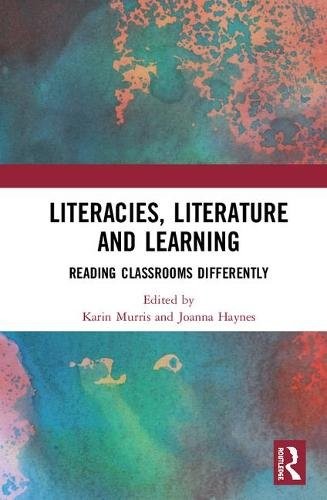 LITERACIES, LITERATURE
AND LEARNING
READING CLASSROOMS DIFFERENTLY
Edited by
Karin Murris and Joanna Haynes
ROUTLEDGE